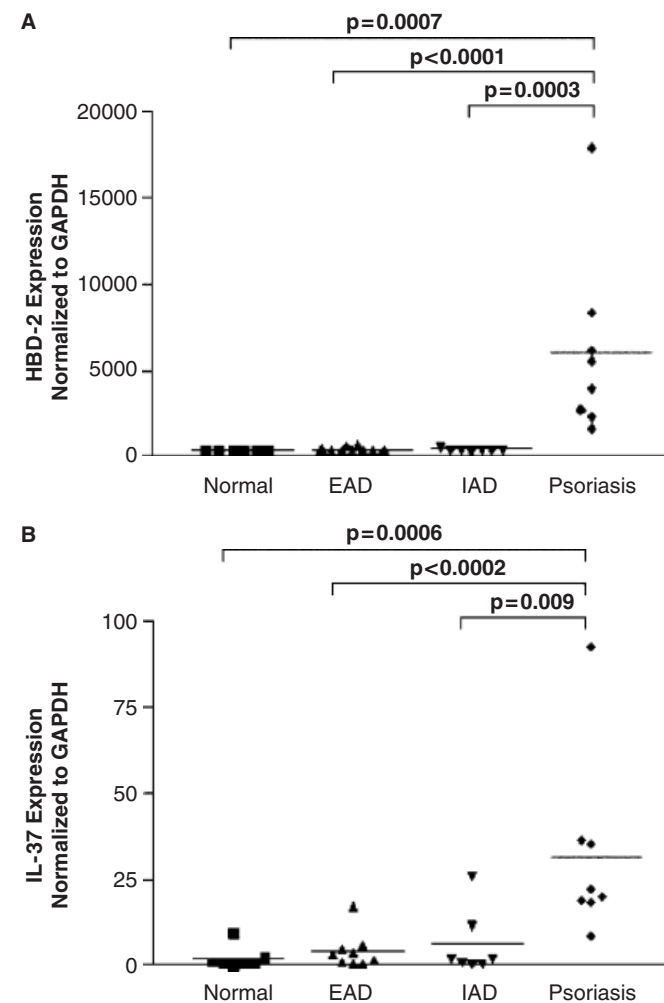 A
p=0.0007
p<0.0001
p=0.0003
HBD-2 Expression
Normalized to GAPDH
20000
15000
10000
5000
0
Normal EAD IAD Psoriasis
B
p=0.0006
p<0.0002
p=0.009
IL-37 Expression
Normalized to GAPDH
100
75
50
25
0
Normal EAD IAD Psoriasis